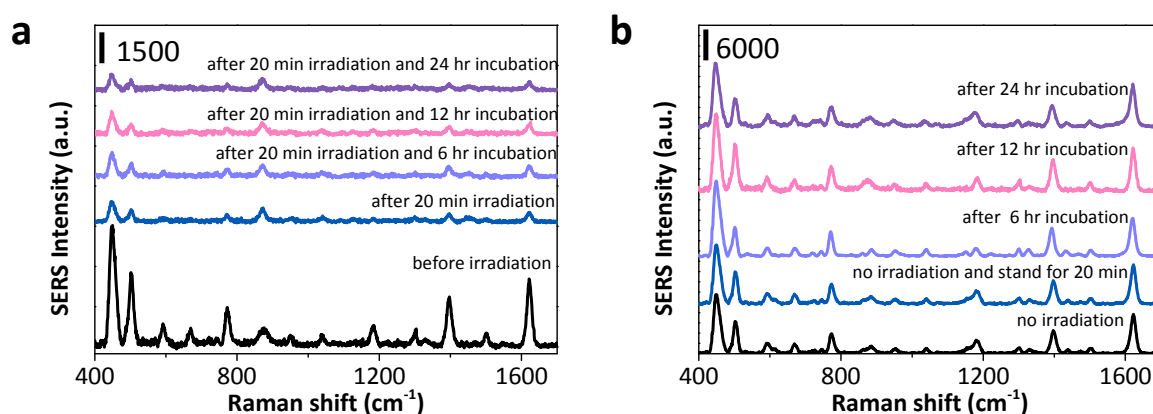 a
1500
after 20 min irradiation and 24 hr incubation
after 20 min irradiation and 12 hr incubation
after 20 min irradiation and 6 hr incubation
after 20 min irradiation
before irradiation
SERS Intensity (a.u.)
400 800 1200 1600
Raman shift (cm⁻¹)
b
6000
after 24 hr incubation
after 12 hr incubation
after 6 hr incubation
no irradiation and stand for 20 min
no irradiation
SERS Intensity (a.u.)
400 800 1200 1600
Raman shift (cm⁻¹)